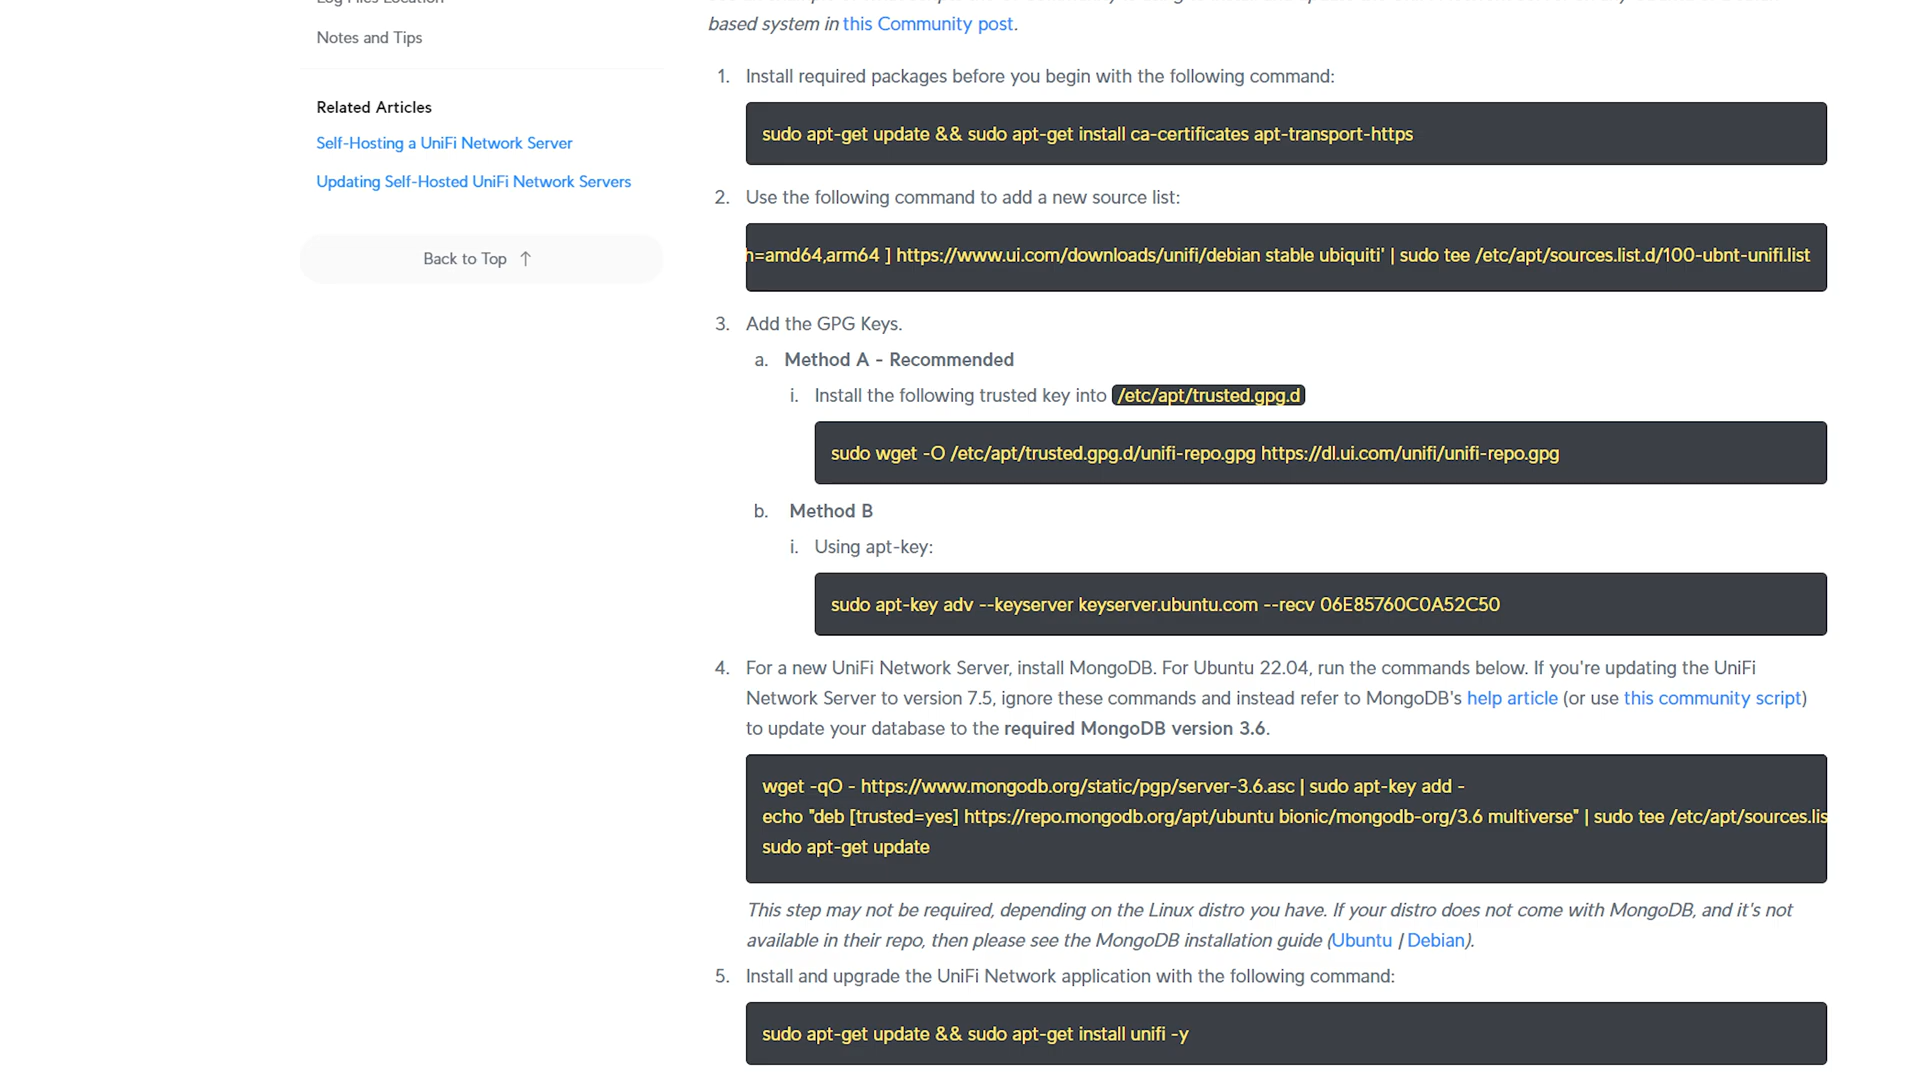 Log Files Location
Notes and Tips
Related Articles
Self-Hosting a UniFi Network Server
Updating Self-Hosted UniFi Network Servers
Back to Top ↑
based system in this Community post.
1. Install required packages before you begin with the following command:
sudo apt-get update && sudo apt-get install ca-certificates apt-transport-https
2. Use the following command to add a new source list:
h=amd64,arm64 ] https://www.ui.com/downloads/unifi/debian stable ubiquiti' | sudo tee /etc/apt/sources.list.d/100-ubnt-unifi.list
3. Add the GPG Keys.
a. Method A - Recommended
i. Install the following trusted key into /etc/apt/trusted.gpg.d
sudo wget -O /etc/apt/trusted.gpg.d/unifi-repo.gpg https://dl.ui.com/unifi/unifi-repo.gpg
b. Method B
i. Using apt-key:
sudo apt-key adv --keyserver keyserver.ubuntu.com --recv 06E85760C0A52C50
4. For a new UniFi Network Server, install MongoDB. For Ubuntu 22.04, run the commands below. If you're updating the UniFi
Network Server to version 7.5, ignore these commands and instead refer to MongoDB's help article (or use this community script)
to update your database to the required MongoDB version 3.6.
wget -qO - https://www.mongodb.org/static/pgp/server-3.6.asc | sudo apt-key add -
echo "deb [trusted=yes] https://repo.mongodb.org/apt/ubuntu bionic/mongodb-org/3.6 multiverse" | sudo tee /etc/apt/sources.lis
sudo apt-get update
This step may not be required, depending on the Linux distro you have. If your distro does not come with MongoDB, and it's not
available in their repo, then please see the MongoDB installation guide (Ubuntu | Debian).
5. Install and upgrade the UniFi Network application with the following command:
sudo apt-get update && sudo apt-get install unifi -y